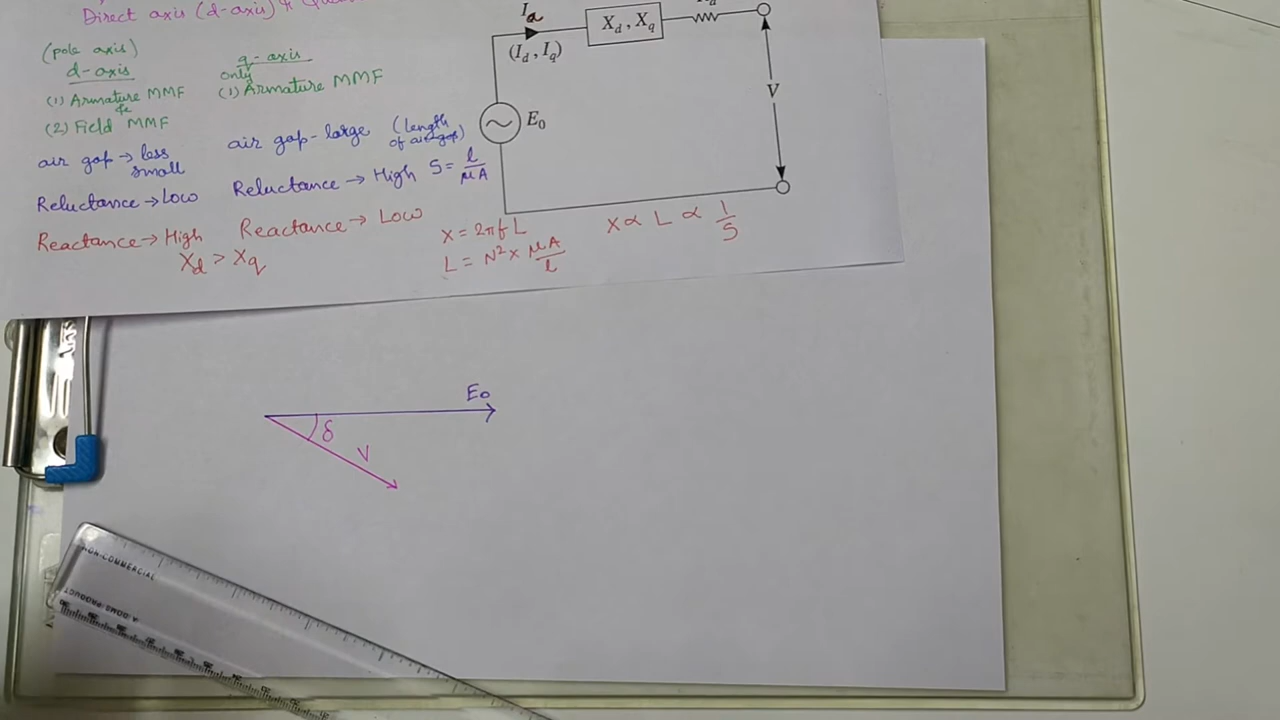 Direct axis (d-axis) &
(pole axis)
d-axis
(1) Armature MMF
&
(2) Field MMF
air gap → less
small
Reluctance → Low
Reactance → High
Xd > Xq
q-axis
only
(1) Armature MMF
air gap - large (length of air gap)
Reluctance → High S = l/μA
Reactance → Low
X = 2πfL
L = N² × μA/l
X ∝ L ∝ 1/S
Ia
(Id, Iq)
Xd, Xq
E0
V
E0
δ
V
NON-COMMERCIAL